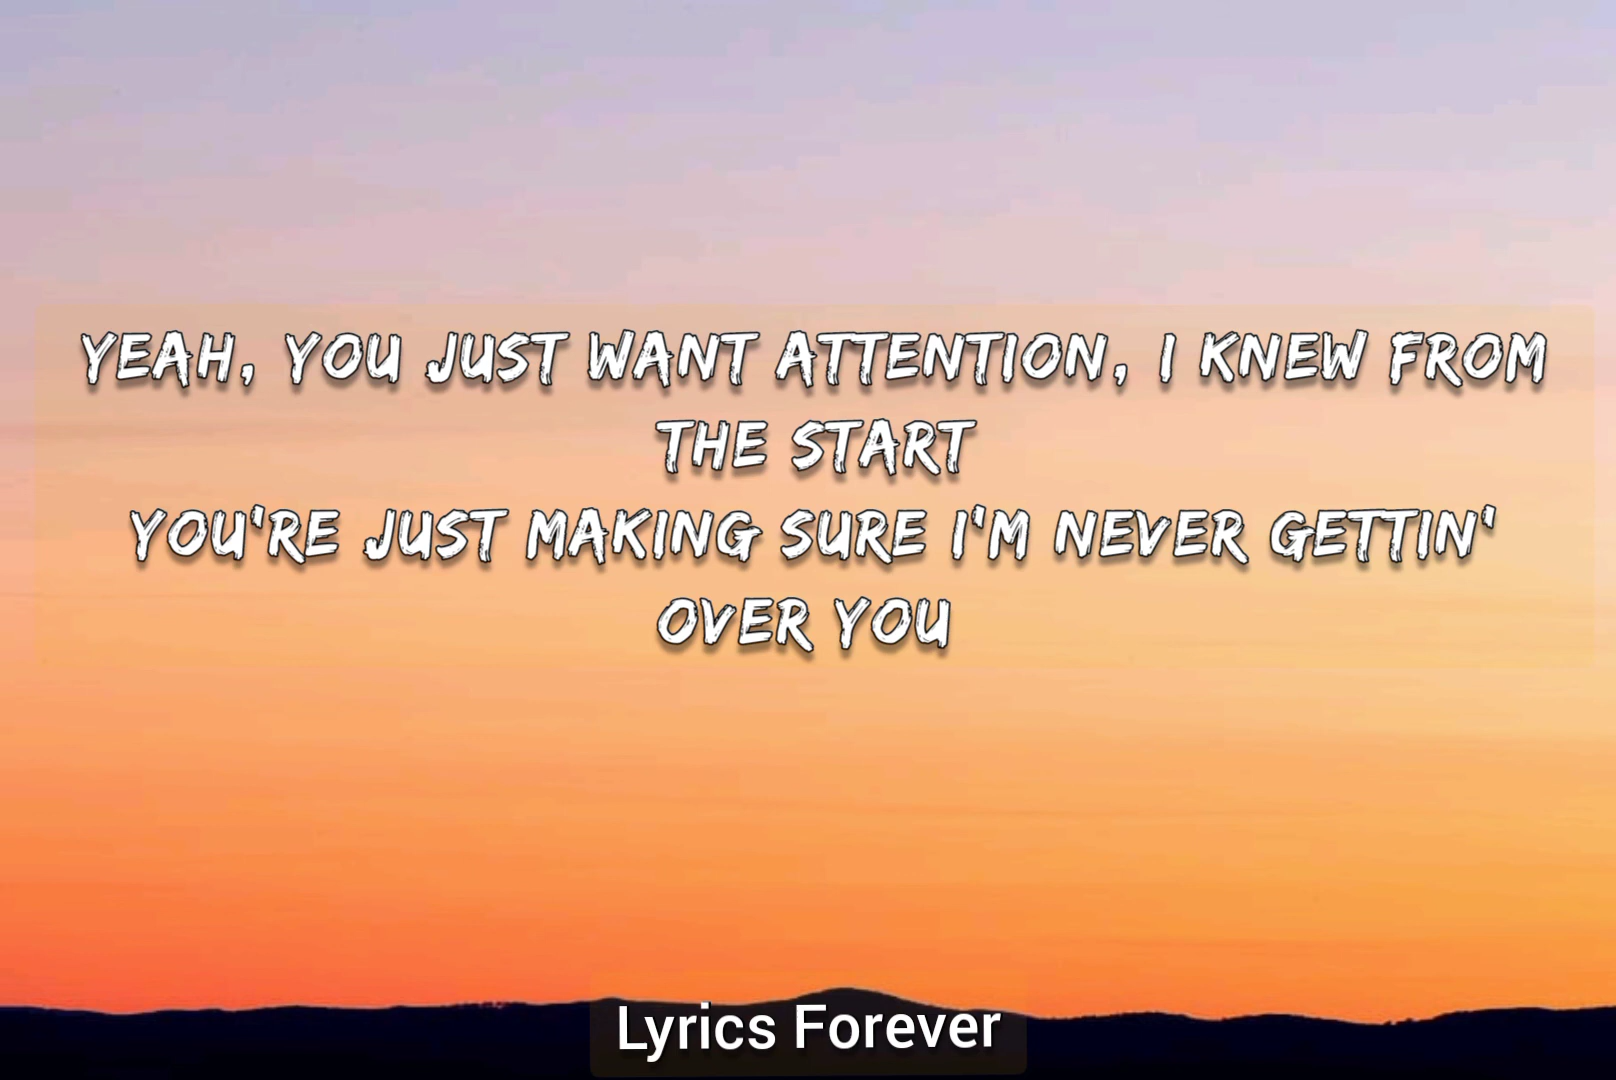 YEAH, YOU JUST WANT ATTENTION, I KNEW FROM
THE START
YOU'RE JUST MAKING SURE I'M NEVER GETTIN'
OVER YOU
Lyrics Forever